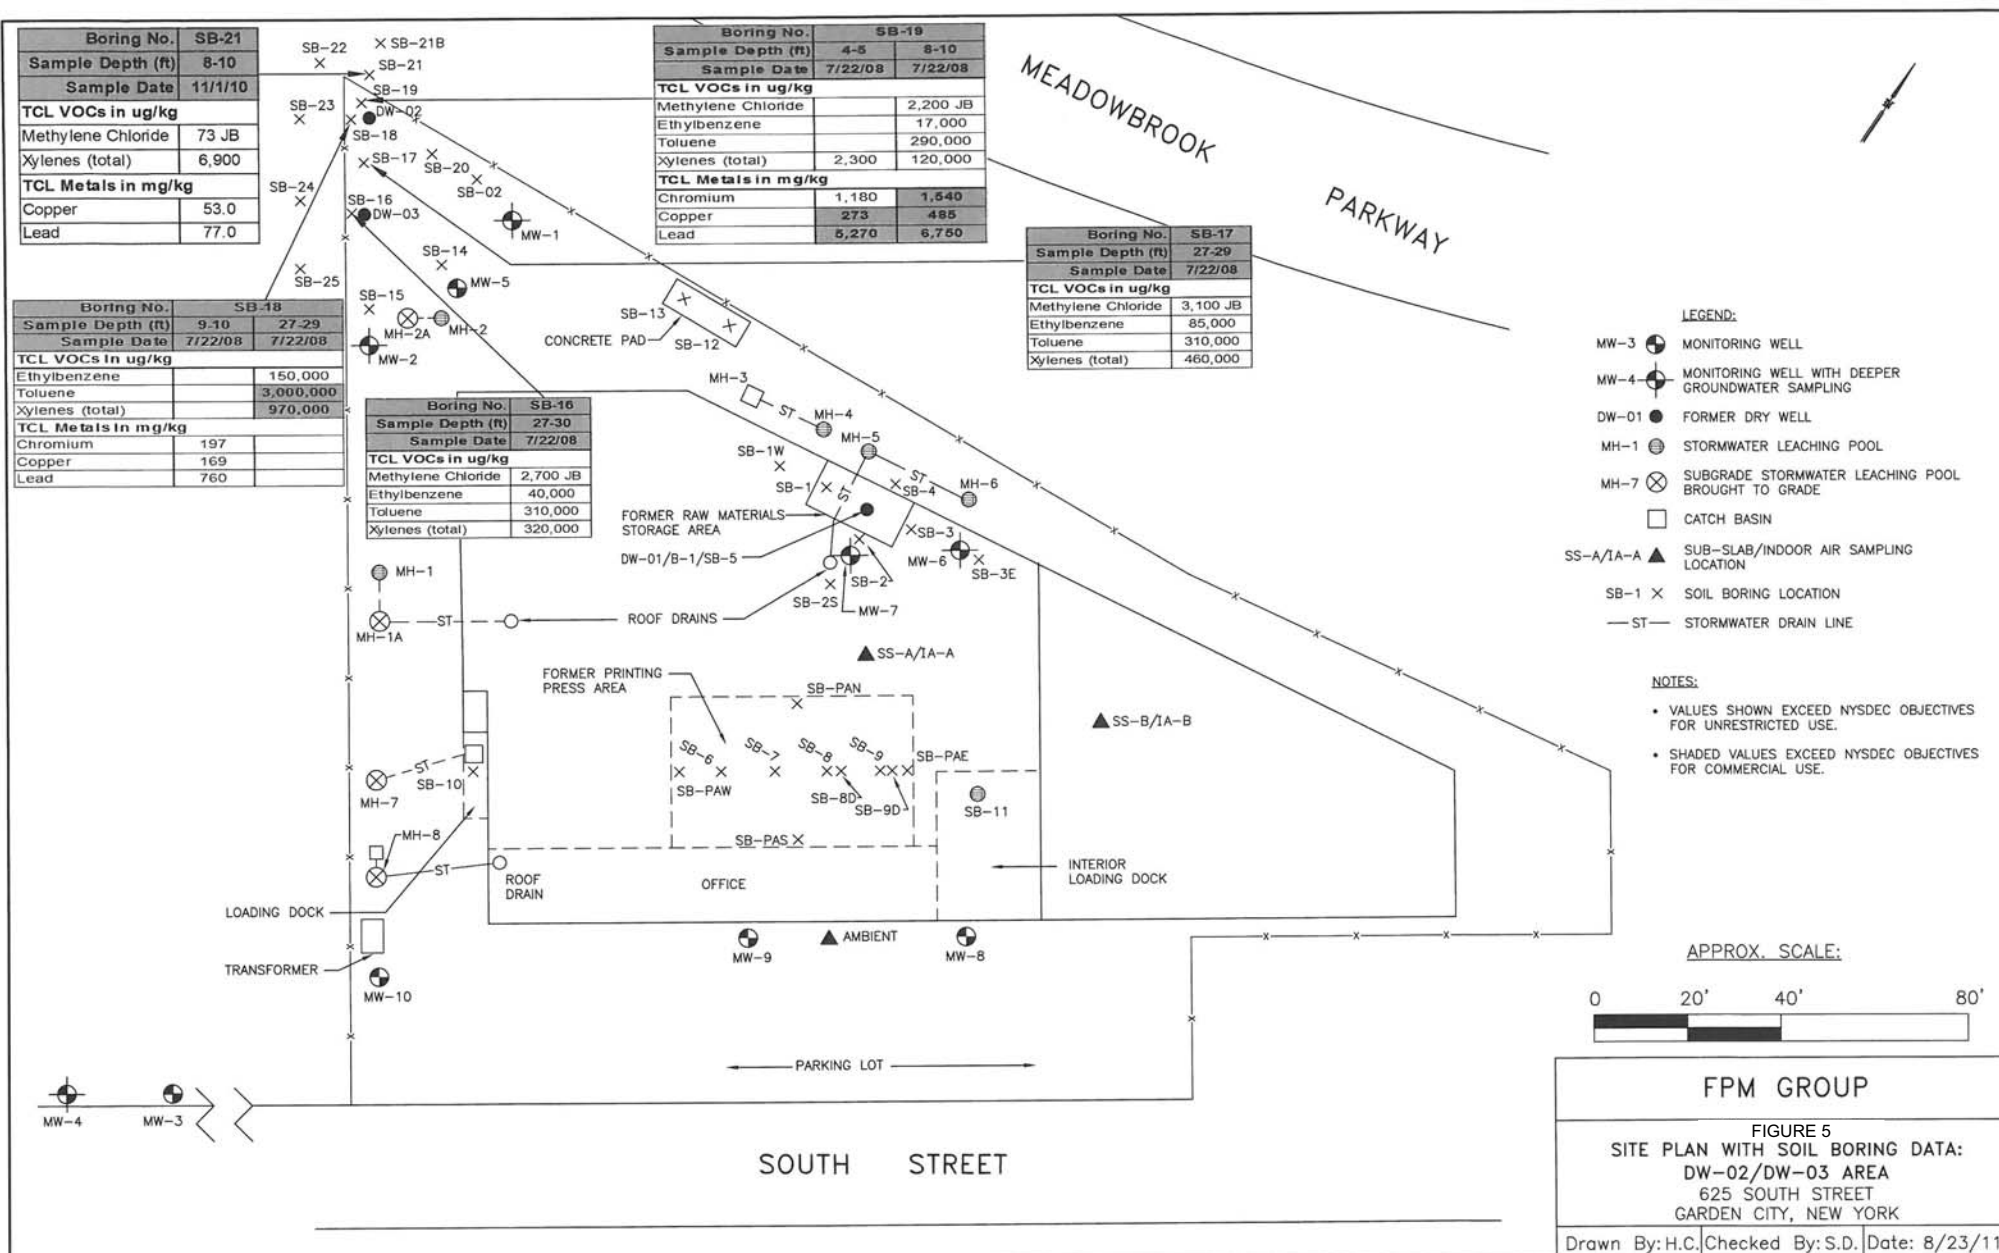 Boring No. SB-21
Sample Depth (ft) 8-10
Sample Date 11/1/10
TCL VOCs in ug/kg
Methylene Chloride 73 JB
Xylenes (total) 6,900
TCL Metals in mg/kg
Copper 53.0
Lead 77.0
Boring No. SB-19
Sample Depth (ft) 4-5 8-10
Sample Date 7/22/08 7/22/08
TCL VOCs in ug/kg
Methylene Chloride 2,200 JB
Ethylbenzene 17,000
Toluene 290,000
Xylenes (total) 2,300 120,000
TCL Metals in mg/kg
Chromium 1,180 1,540
Copper 273 485
Lead 5,270 6,750
Boring No. SB-17
Sample Depth (ft) 27-29
Sample Date 7/22/08
TCL VOCs in ug/kg
Methylene Chloride 3,100 JB
Ethylbenzene 85,000
Toluene 310,000
Xylenes (total) 460,000
Boring No. SB-18
Sample Depth (ft) 9-10 27-29
Sample Date 7/22/08 7/22/08
TCL VOCs in ug/kg
Ethylbenzene 150,000
Toluene 3,000,000
Xylenes (total) 970,000
TCL Metals in mg/kg
Chromium 197
Copper 169
Lead 760
Boring No. SB-16
Sample Depth (ft) 27-30
Sample Date 7/22/08
TCL VOCs in ug/kg
Methylene Chloride 2,700 JB
Ethylbenzene 40,000
Toluene 310,000
Xylenes (total) 320,000
MEADOWBROOK
PARKWAY
SB-22
SB-21B
SB-21
SB-19
SB-23
DW-02
SB-18
SB-17
SB-20
SB-02
SB-24
SB-16
DW-03
MW-1
SB-14
SB-25
MW-5
SB-15
MH-2A
MH-2
MW-2
SB-13
CONCRETE PAD
SB-12
MH-3
ST
MH-4
MH-5
SB-1W
ST
MH-6
SB-1
ST
SB-4
FORMER RAW MATERIALS
STORAGE AREA
SB-3
DW-01/B-1/SB-5
MW-6
SB-3E
SB-2
SB-2S
MW-7
MH-1
MH-1A
ST
ROOF DRAINS
SS-A/IA-A
FORMER PRINTING
PRESS AREA
SB-PAN
SS-B/IA-B
SB-6
SB-7
SB-8
SB-9
SB-PAE
SB-PAW
SB-8D
SB-9D
SB-11
SB-PAS
ST
SB-10
MH-7
MH-8
ST
ROOF
DRAIN
OFFICE
INTERIOR
LOADING DOCK
LOADING DOCK
TRANSFORMER
MW-10
MW-9
AMBIENT
MW-8
PARKING LOT
MW-4
MW-3
SOUTH STREET
LEGEND:
MW-3 MONITORING WELL
MW-4 MONITORING WELL WITH DEEPER
GROUNDWATER SAMPLING
DW-01 FORMER DRY WELL
MH-1 STORMWATER LEACHING POOL
MH-7 SUBGRADE STORMWATER LEACHING POOL
BROUGHT TO GRADE
CATCH BASIN
SS-A/IA-A SUB-SLAB/INDOOR AIR SAMPLING
LOCATION
SB-1 SOIL BORING LOCATION
ST STORMWATER DRAIN LINE
NOTES:
• VALUES SHOWN EXCEED NYSDEC OBJECTIVES
FOR UNRESTRICTED USE.
• SHADED VALUES EXCEED NYSDEC OBJECTIVES
FOR COMMERCIAL USE.
APPROX. SCALE:
0 20' 40' 80'
FPM GROUP
FIGURE 5
SITE PLAN WITH SOIL BORING DATA:
DW-02/DW-03 AREA
625 SOUTH STREET
GARDEN CITY, NEW YORK
Drawn By: H.C. Checked By: S.D. Date: 8/23/11